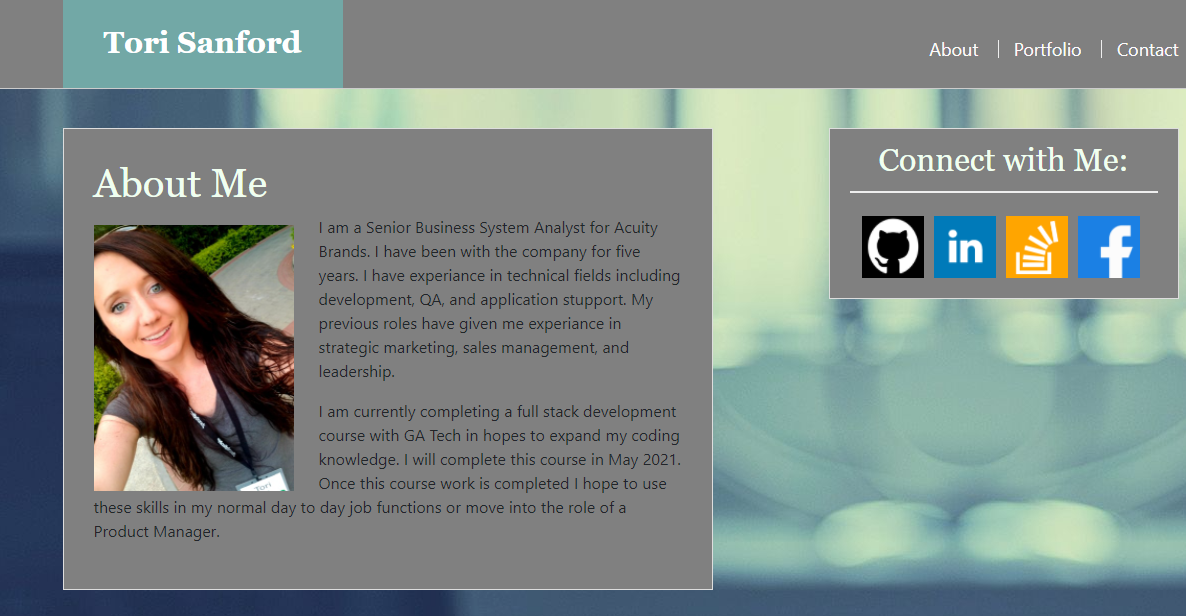 Tori Sanford
About
Portfolio
Contact
About Me
I am a Senior Business System Analyst for Acuity
Brands. I have been with the company for five
years. I have experiance in technical fields including
development, QA, and application stupport. My
previous roles have given me experiance in
strategic marketing, sales management, and
leadership.
I am currently completing a full stack development
course with GA Tech in hopes to expand my coding
knowledge. I will complete this course in May 2021.
Once this course work is completed I hope to use
these skills in my normal day to day job functions or move into the role of a
Product Manager.
Tori
Connect with Me:
in
f